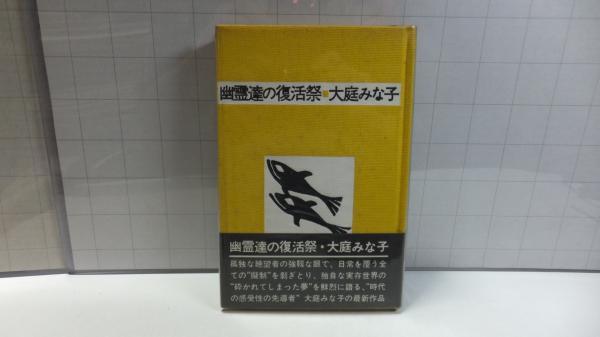 幽霊達の復活祭■大庭みな子
幽霊達の復活祭・大庭みな子
孤独な絶望者の強靱な眼で、日常を覆う全
ての“擬制”を剝ぎとり、独自な実存世界の
“砕かれてしまった夢”を鮮烈に語る、“時代
の感受性の先導者” 大庭みな子の最新作品